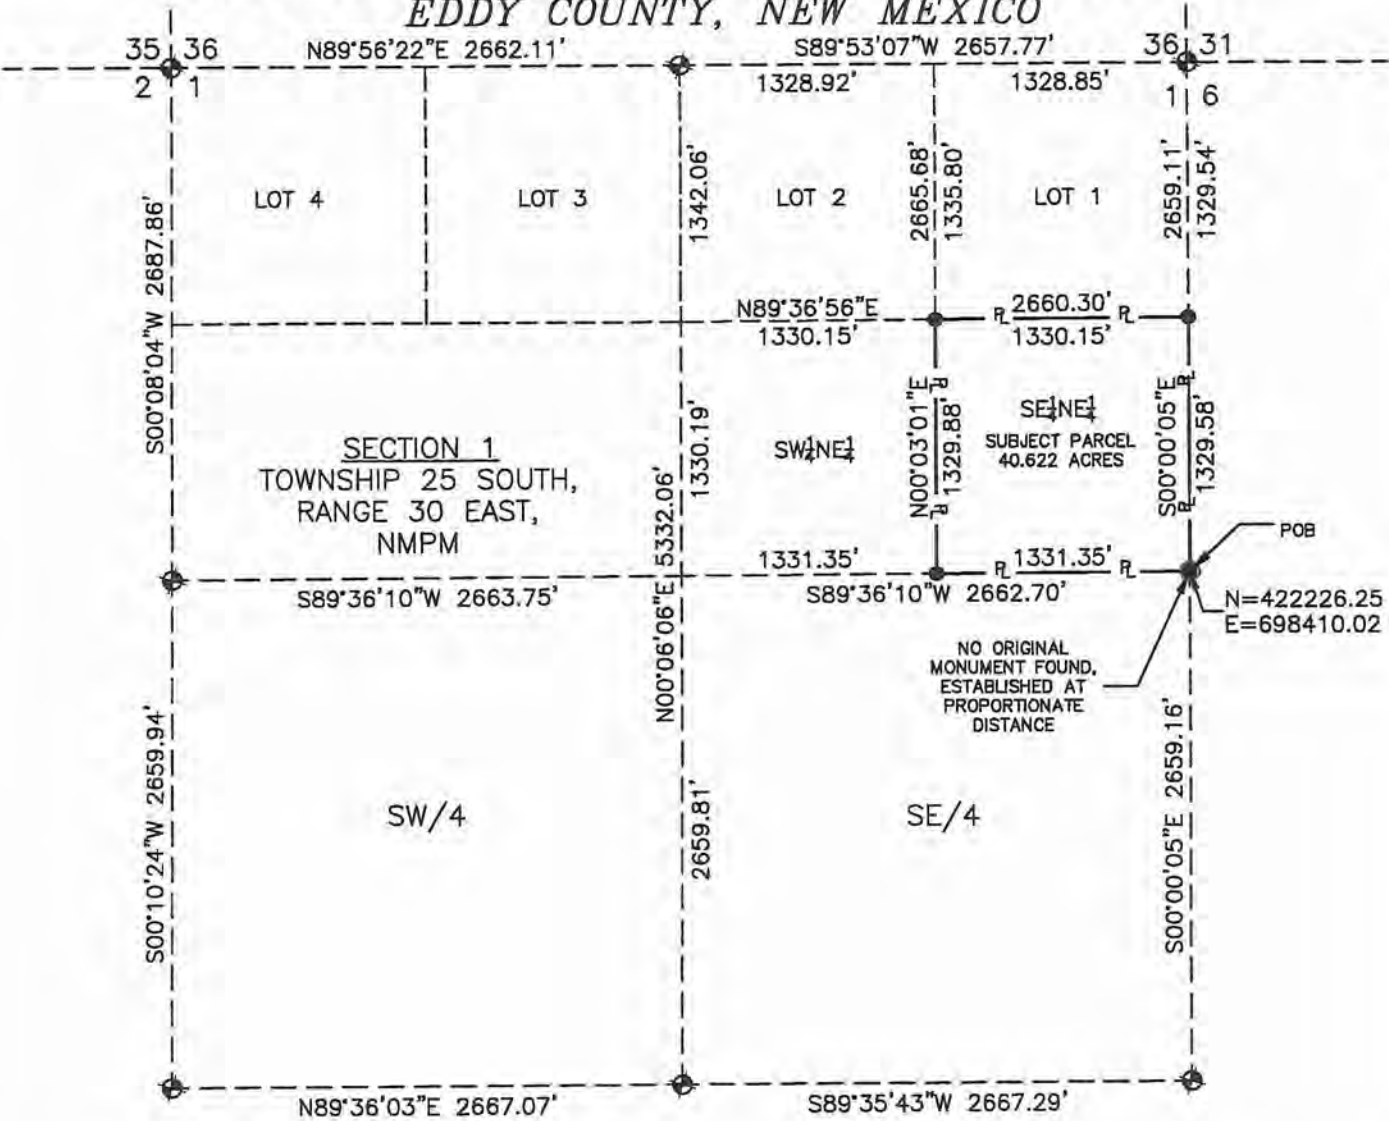 EDDY COUNTY, NEW MEXICO
35 36
N89°56'22"E 2662.11'
S89°53'07"W 2657.77'
36 31
2 1
1328.92'
1328.85'
1 6
LOT 4
LOT 3
LOT 2
LOT 1
S00°08'04"W 2687.86'
1342.06'
2665.68'
1335.80'
2659.11'
1329.54'
N89°36'56"E
2660.30'
℞ ℞
1330.15'
1330.15'
SECTION 1
TOWNSHIP 25 SOUTH,
RANGE 30 EAST,
NMPM
1330.19'
N00°06'06"E 5332.06'
SW¼NE¼
N00°03'01"E
1329.88'
SE¼NE¼
SUBJECT PARCEL
40.622 ACRES
S00°00'05"E
1329.58'
POB
1331.35'
1331.35'
S89°36'10"W 2663.75'
S89°36'10"W 2662.70'
N=422226.25
E=698410.02
NO ORIGINAL
MONUMENT FOUND,
ESTABLISHED AT
PROPORTIONATE
DISTANCE
S00°10'24"W 2659.94'
SW/4
2659.81'
SE/4
S00°00'05"E 2659.16'
N89°36'03"E 2667.07'
S89°35'43"W 2667.29'